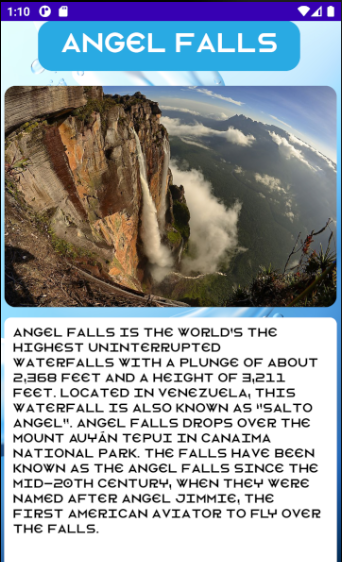 1:10
ANGEL FALLS
ANGEL FALLS IS THE WORLD'S THE
HIGHEST UNINTERRUPTED
WATERFALLS WITH A PLUNGE OF ABOUT
2,368 FEET AND A HEIGHT OF 3,211
FEET. LOCATED IN VENEZUELA, THIS
WATERFALL IS ALSO KNOWN AS "SALTO
ANGEL". ANGEL FALLS DROPS OVER THE
MOUNT AUYÁN TEPUI IN CANAIMA
NATIONAL PARK. THE FALLS HAVE BEEN
KNOWN AS THE ANGEL FALLS SINCE THE
MID-20TH CENTURY, WHEN THEY WERE
NAMED AFTER ANGEL JIMMIE, THE
FIRST AMERICAN AVIATOR TO FLY OVER
THE FALLS.